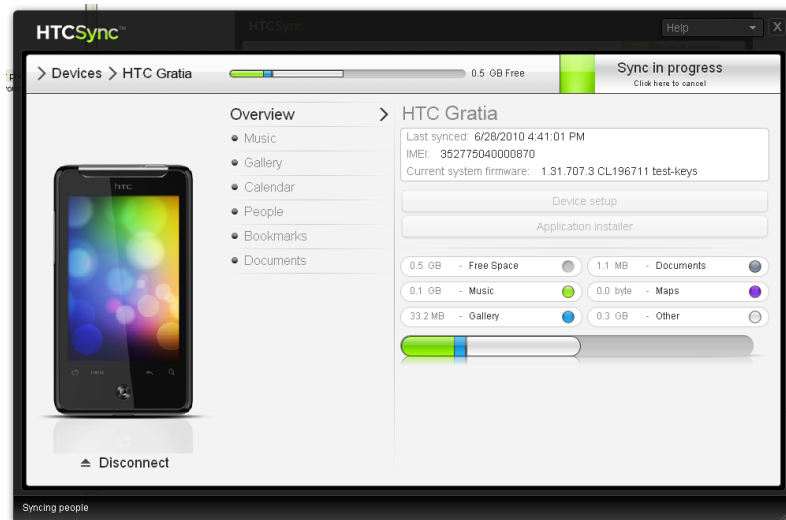 HTCSync™
HTCSync
Help
X
Devices > HTC Gratia
0.5 GB Free
Sync in progress
Click here to cancel
Overview
Music
Gallery
Calendar
People
Bookmarks
Documents
hTC
MENU
Disconnect
HTC Gratia
Last synced: 6/28/2010 4:41:01 PM
IMEI: 352775040000870
Current system firmware: 1.31.707.3 CL196711 test-keys
Device setup
Application installer
0.5 GB - Free Space
1.1 MB - Documents
0.1 GB - Music
0.0 byte - Maps
33.2 MB - Gallery
0.3 GB - Other
Syncing people